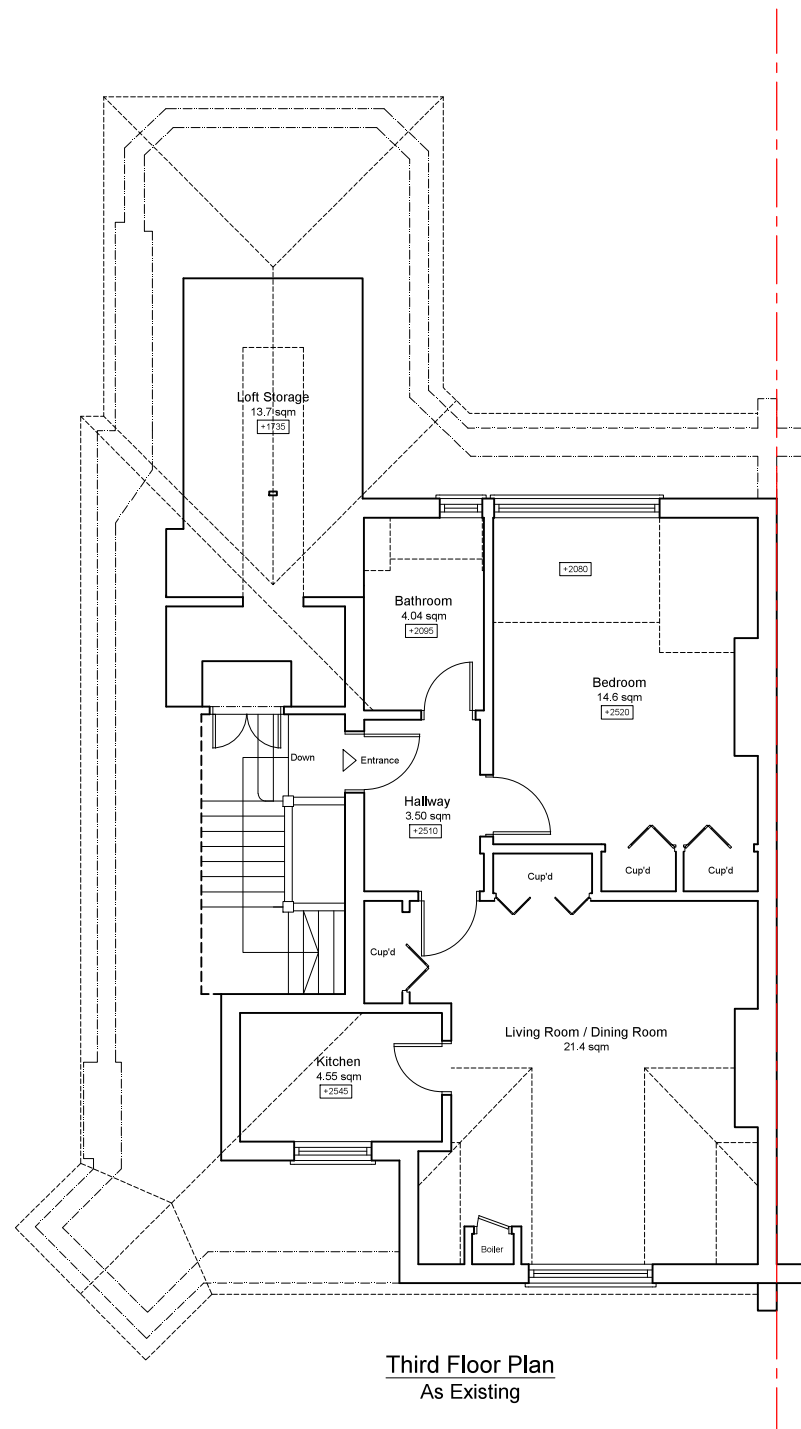 Loft Storage
13.7 sqm
+1735
+2080
Bathroom
4.04 sqm
+2095
Bedroom
14.6 sqm
+2520
Down
Entrance
Hallway
3.50 sqm
+2510
Cup'd
Cup'd
Cup'd
Cup'd
Living Room / Dining Room
21.4 sqm
Kitchen
4.55 sqm
+2545
Boiler
Third Floor Plan
As Existing